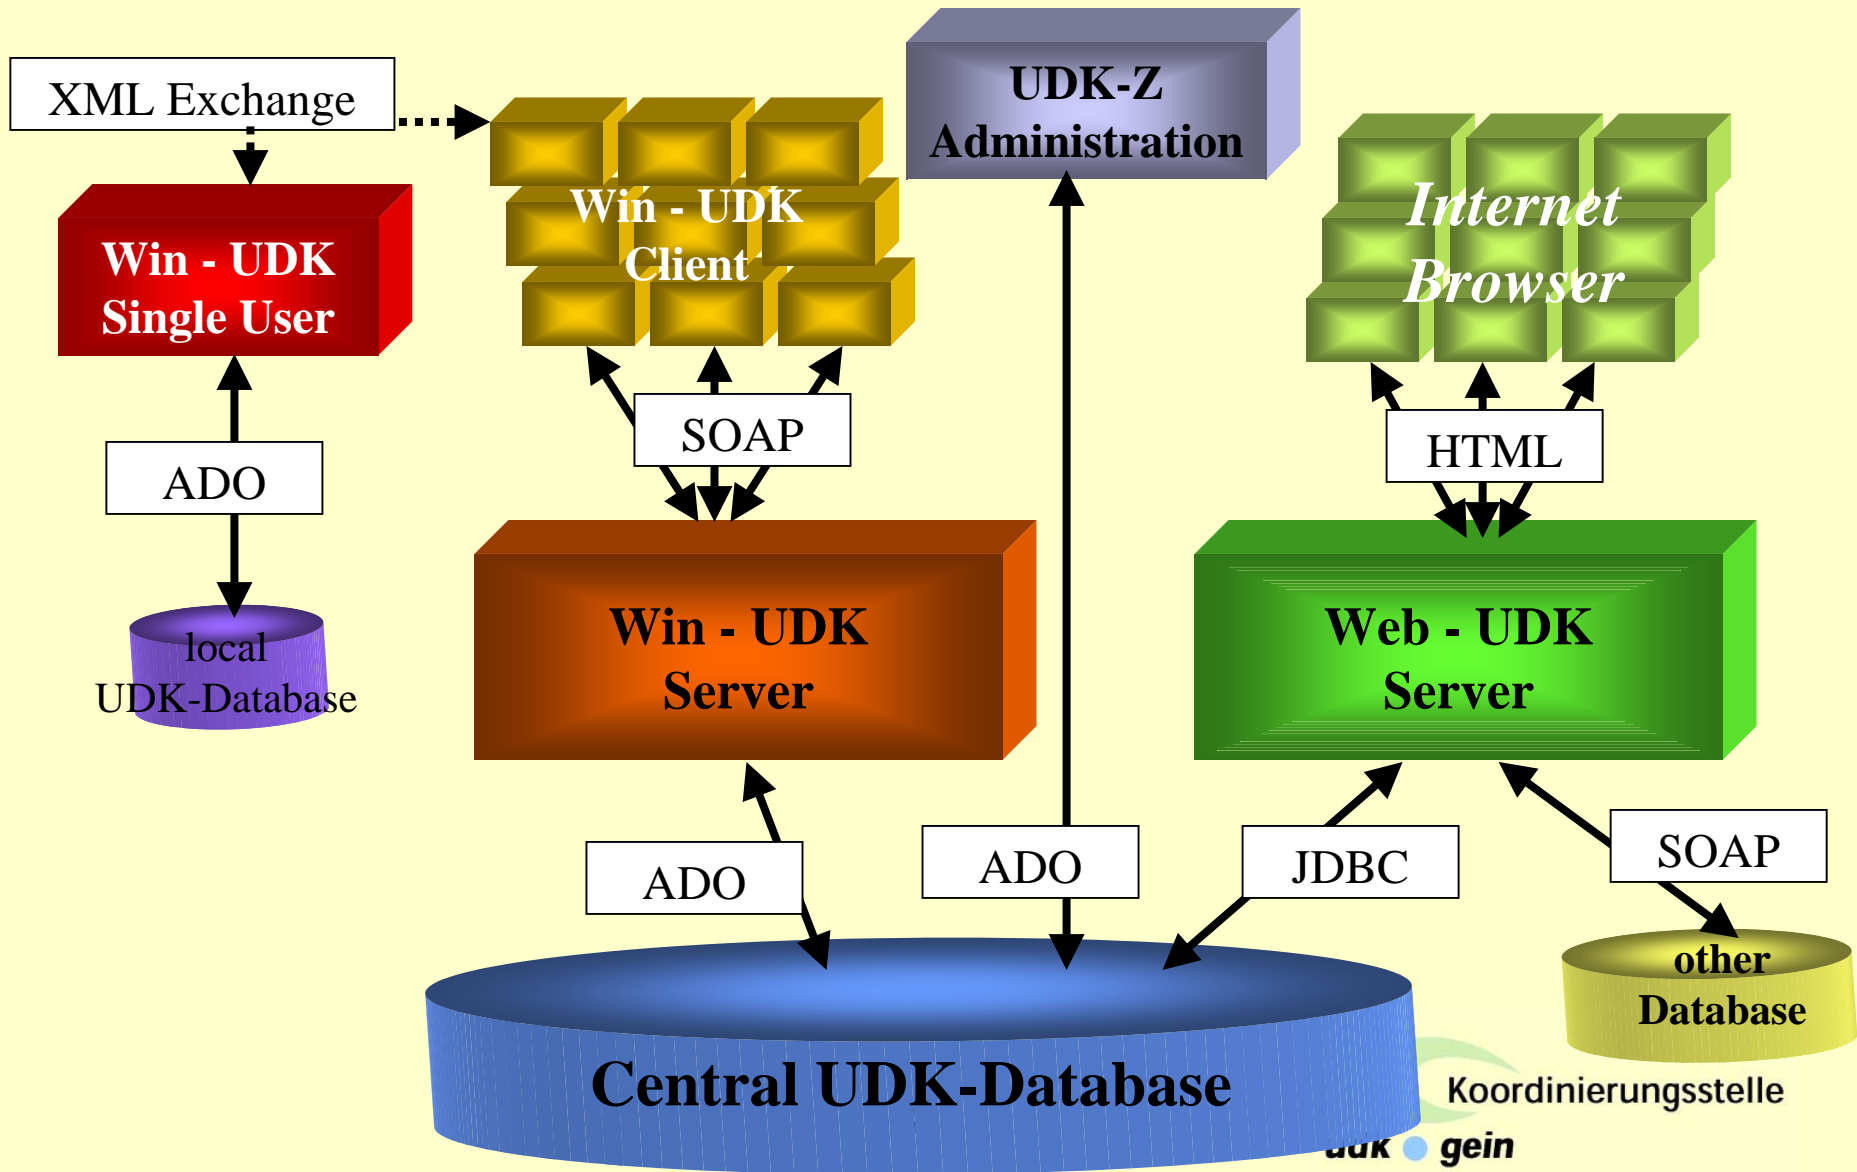 XML Exchange
UDK-Z
Administration
Win - UDK
Client
Internet
Browser
Win - UDK
Single User
SOAP
HTML
ADO
local
UDK-Database
Win - UDK
Server
Web - UDK
Server
ADO
ADO
JDBC
SOAP
other
Database
Central UDK-Database
Koordinierungsstelle
udk gein